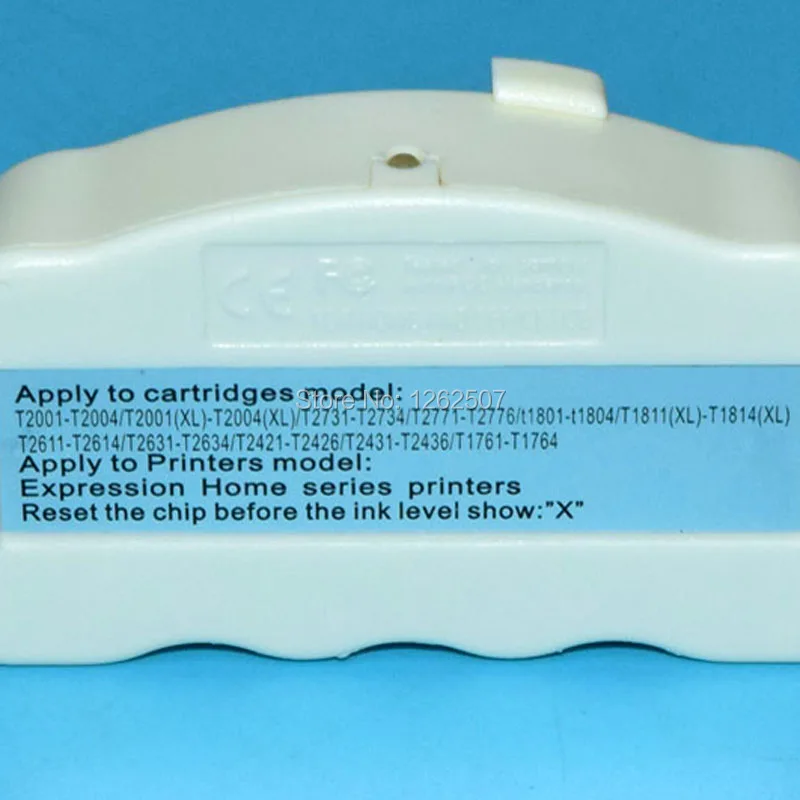 CE FC
Apply to cartridges model:
Store No.: 1262507
T2001-T2004/T2001(XL)-T2004(XL)/T2731-T2734/T2771-T2776/t1801-t1804/T1811(XL)-T1814(XL)
T2611-T2614/T2631-T2634/T2421-T2426/T2431-T2436/T1761-T1764
Apply to Printers model:
Expression Home series printers
Reset the chip before the ink level show:"X"